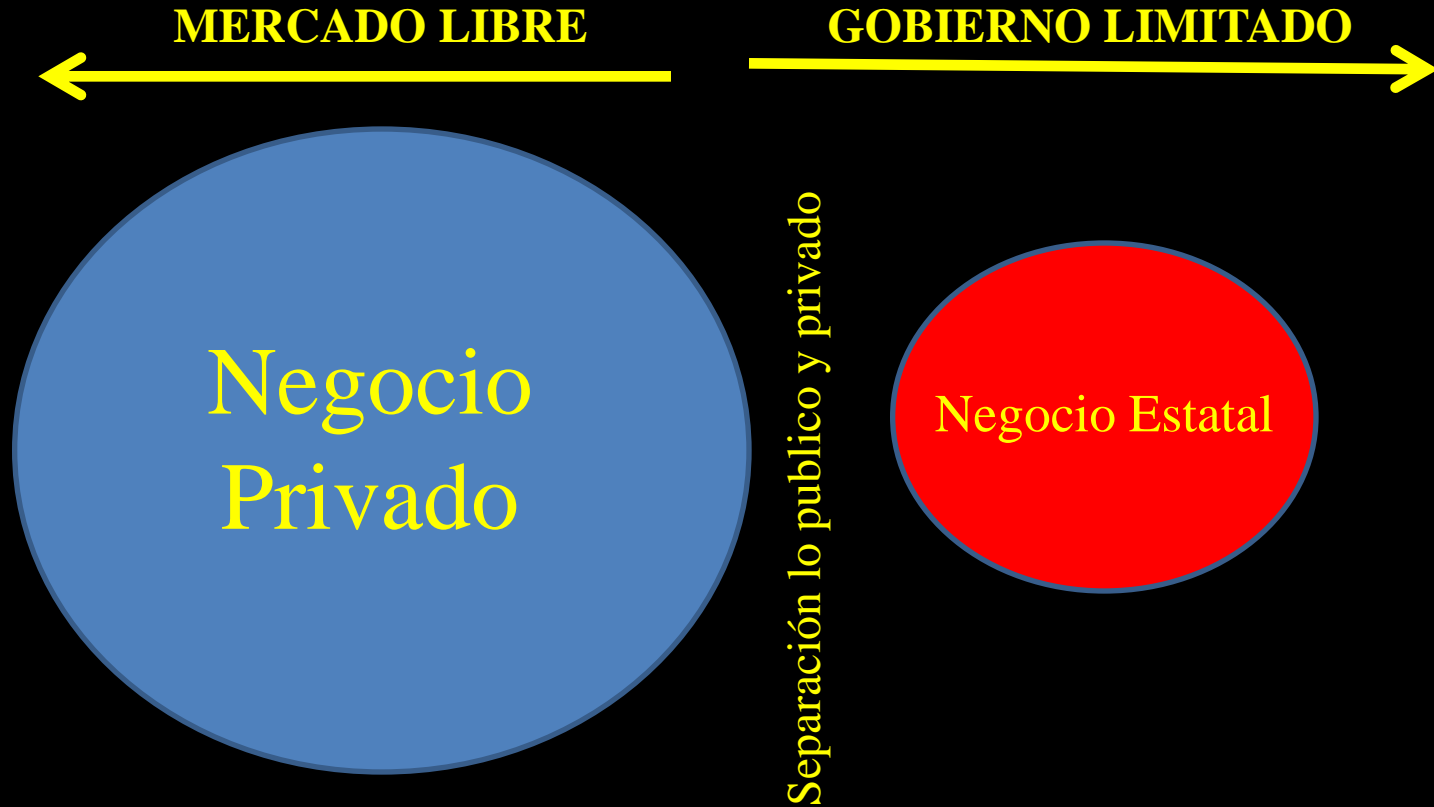 MERCADO LIBRE
GOBIERNO LIMITADO
Negocio
Privado
Separación lo publico y privado
Negocio Estatal